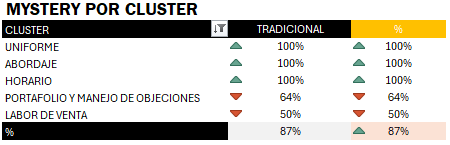 MYSTERY POR CLUSTER
CLUSTER TRADICIONAL %
UNIFORME 100% 100%
ABORDAJE 100% 100%
HORARIO 100% 100%
PORTAFOLIO Y MANEJO DE OBJECIONES 64% 64%
LABOR DE VENTA 50% 50%
% 87% 87%